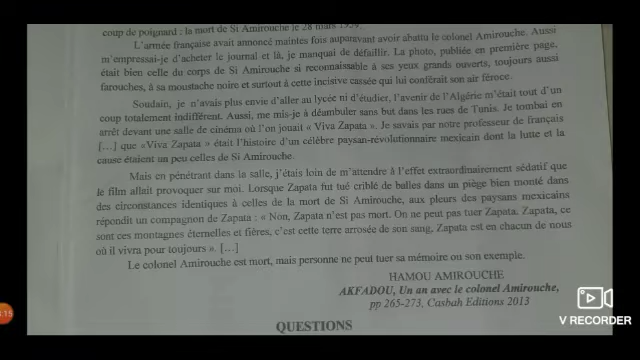 coup de poignard : la mort de Si Amirouche le 28 mars 1959.
L'armée française avait annoncé maintes fois auparavant avoir abattu le colonel Amirouche. Aussi
m'empressai-je d'acheter le journal et là, je manquai de défaillir. La photo, publiée en première page,
était bien celle du corps de Si Amirouche si reconnaissable à ses yeux grands ouverts, toujours aussi
farouches, à sa moustache noire et surtout à cette incisive cassée qui lui conférait son air féroce.
Soudain, je n'avais plus envie d'aller au lycée ni d'étudier, l'avenir de l'Algérie m'était tout d'un
coup totalement indifférent. Aussi, me mis-je à déambuler sans but dans les rues de Tunis. Je tombai en
arrêt devant une salle de cinéma où l'on jouait « Viva Zapata ». Je savais par notre professeur de français
[…] que «Viva Zapata » était l'histoire d'un célèbre paysan-révolutionnaire mexicain dont la lutte et la
cause étaient un peu celles de Si Amirouche.
Mais en pénétrant dans la salle, j'étais loin de m'attendre à l'effet extraordinairement sédatif que
le film allait provoquer sur moi. Lorsque Zapata fut tué criblé de balles dans un piège bien monté dans
des circonstances identiques à celles de la mort de Si Amirouche, aux pleurs des paysans mexicains
répondit un compagnon de Zapata : « Non, Zapata n'est pas mort. On ne peut pas tuer Zapata, Zapata, ce
sont ces montagnes éternelles et fières, c'est cette terre arrosée de son sang, Zapata est en chacun de nous
où il vivra pour toujours ». […]
Le colonel Amirouche est mort, mais personne ne peut tuer sa mémoire ou son exemple.
HAMOU AMIROUCHE
AKFADOU, Un an avec le colonel Amirouche,
pp 265-273, Casbah Editions 2013
QUESTIONS
:15
V RECORDER